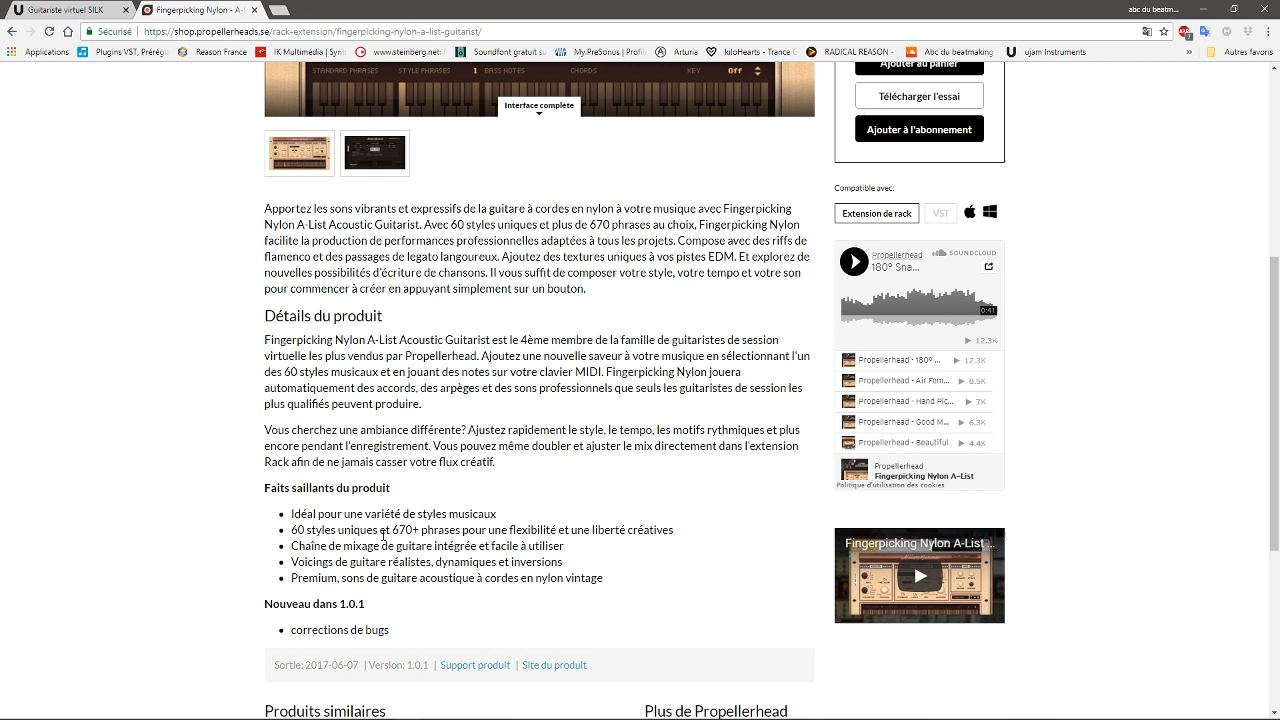 Guitariste virtuel SILK
Fingerpicking Nylon - A-L
abc du beatm...
Sécurisé
https://shop.propellerheads.se/rack-extension/fingerpicking-nylon-a-list-guitarist/
Applications
Plugins VST, Prérégl
Reason France
IK Multimédia | Synt
www.steinberg.net
Soundfont gratuit su
My.PreSonus | Profil
Arturia
kiloHearts - Trance G
RADICAL REASON -
Abc du beatmaking
ujam Instruments
»
Autres favoris
STANDARD PHRASES
STYLE PHRASES
1
BASS NOTES
CHORDS
KEY
Off
Interface complète
Ajouter au panier
Télécharger l'essai
Ajouter à l'abonnement
Compatible avec:
Extension de rack
VST
Apportez les sons vibrants et expressifs de la guitare à cordes en nylon à votre musique avec Fingerpicking
Nylon A-List Acoustic Guitarist. Avec 60 styles uniques et plus de 670 phrases au choix, Fingerpicking Nylon
facilite la production de performances professionnelles adaptées à tous les projets. Compose avec des riffs de
flamenco et des passages de legato langoureux. Ajoutez des textures uniques à vos pistes EDM. Et explorez de
nouvelles possibilités d'écriture de chansons. Il vous suffit de composer votre style, votre tempo et votre son
pour commencer à créer en appuyant simplement sur un bouton.
Détails du produit
Fingerpicking Nylon A-List Acoustic Guitarist est le 4ème membre de la famille de guitaristes de session
virtuelle les plus vendus par Propellerhead. Ajoutez une nouvelle saveur à votre musique en sélectionnant l'un
des 60 styles musicaux et en jouant des notes sur votre clavier MIDI. Fingerpicking Nylon jouera
automatiquement des accords, des arpèges et des sons professionnels que seuls les guitaristes de session les
plus qualifiés peuvent produire.
Vous cherchez une ambiance différente? Ajustez rapidement le style, le tempo, les motifs rythmiques et plus
encore pendant l'enregistrement. Vous pouvez même doubler et ajuster le mix directement dans l'extension
Rack afin de ne jamais casser votre flux créatif.
Faits saillants du produit
Idéal pour une variété de styles musicaux
60 styles uniques et 670+ phrases pour une flexibilité et une liberté créatives
Chaîne de mixage de guitare intégrée et facile à utiliser
Voicings de guitare réalistes, dynamiques et inversions
Premium, sons de guitare acoustique à cordes en nylon vintage
Nouveau dans 1.0.1
corrections de bugs
Sortie: 2017-06-07 | Version: 1.0.1 | Support produit | Site du produit
Produits similaires
Plus de Propellerhead
Propellerhead
SOUNDCLOUD
180º Sna...
0:41
12.3K
Propellerhead - 180º ... 12.3K
Propellerhead - Air Fem... 8.5K
Propellerhead - Hand Pic... 7K
Propellerhead - Good M... 6.3K
Propellerhead - Beautiful 4.4K
Propellerhead
Fingerpicking Nylon A-List
Politique d'utilisation des cookies
Fingerpicking Nylon A-List ...